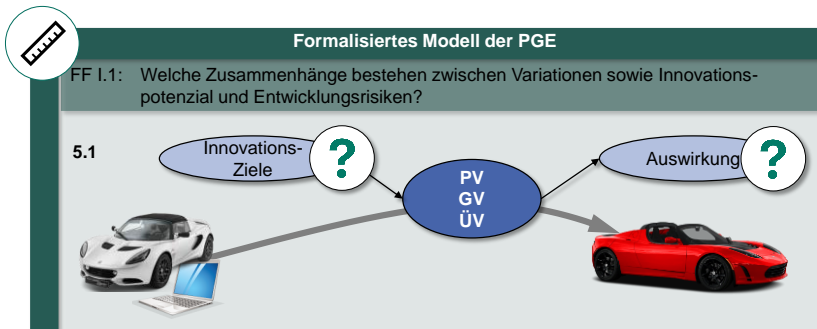 Formalisiertes Modell der PGE
FF I.1: Welche Zusammenhänge bestehen zwischen Variationen sowie Innovations-
potenzial und Entwicklungsrisiken?
5.1
Innovations-
Ziele
?
PV
GV
ÜV
Auswirkung
?